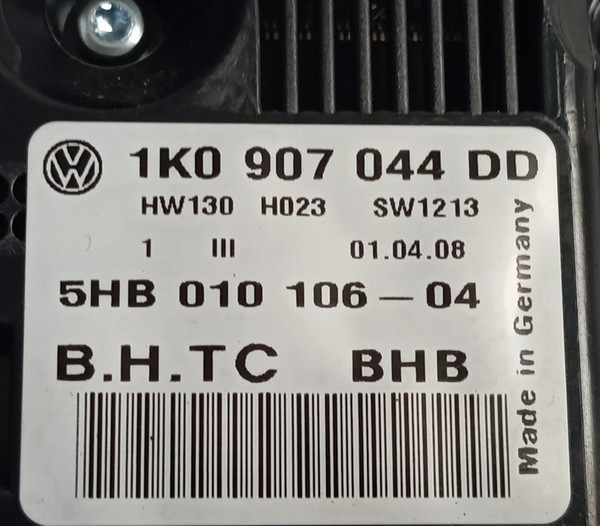 1K0 907 044 DD
HW130 H023 SW1213
1 III 01.04.08
5HB 010 106-04
B.H.TC BHB
Made in Germany